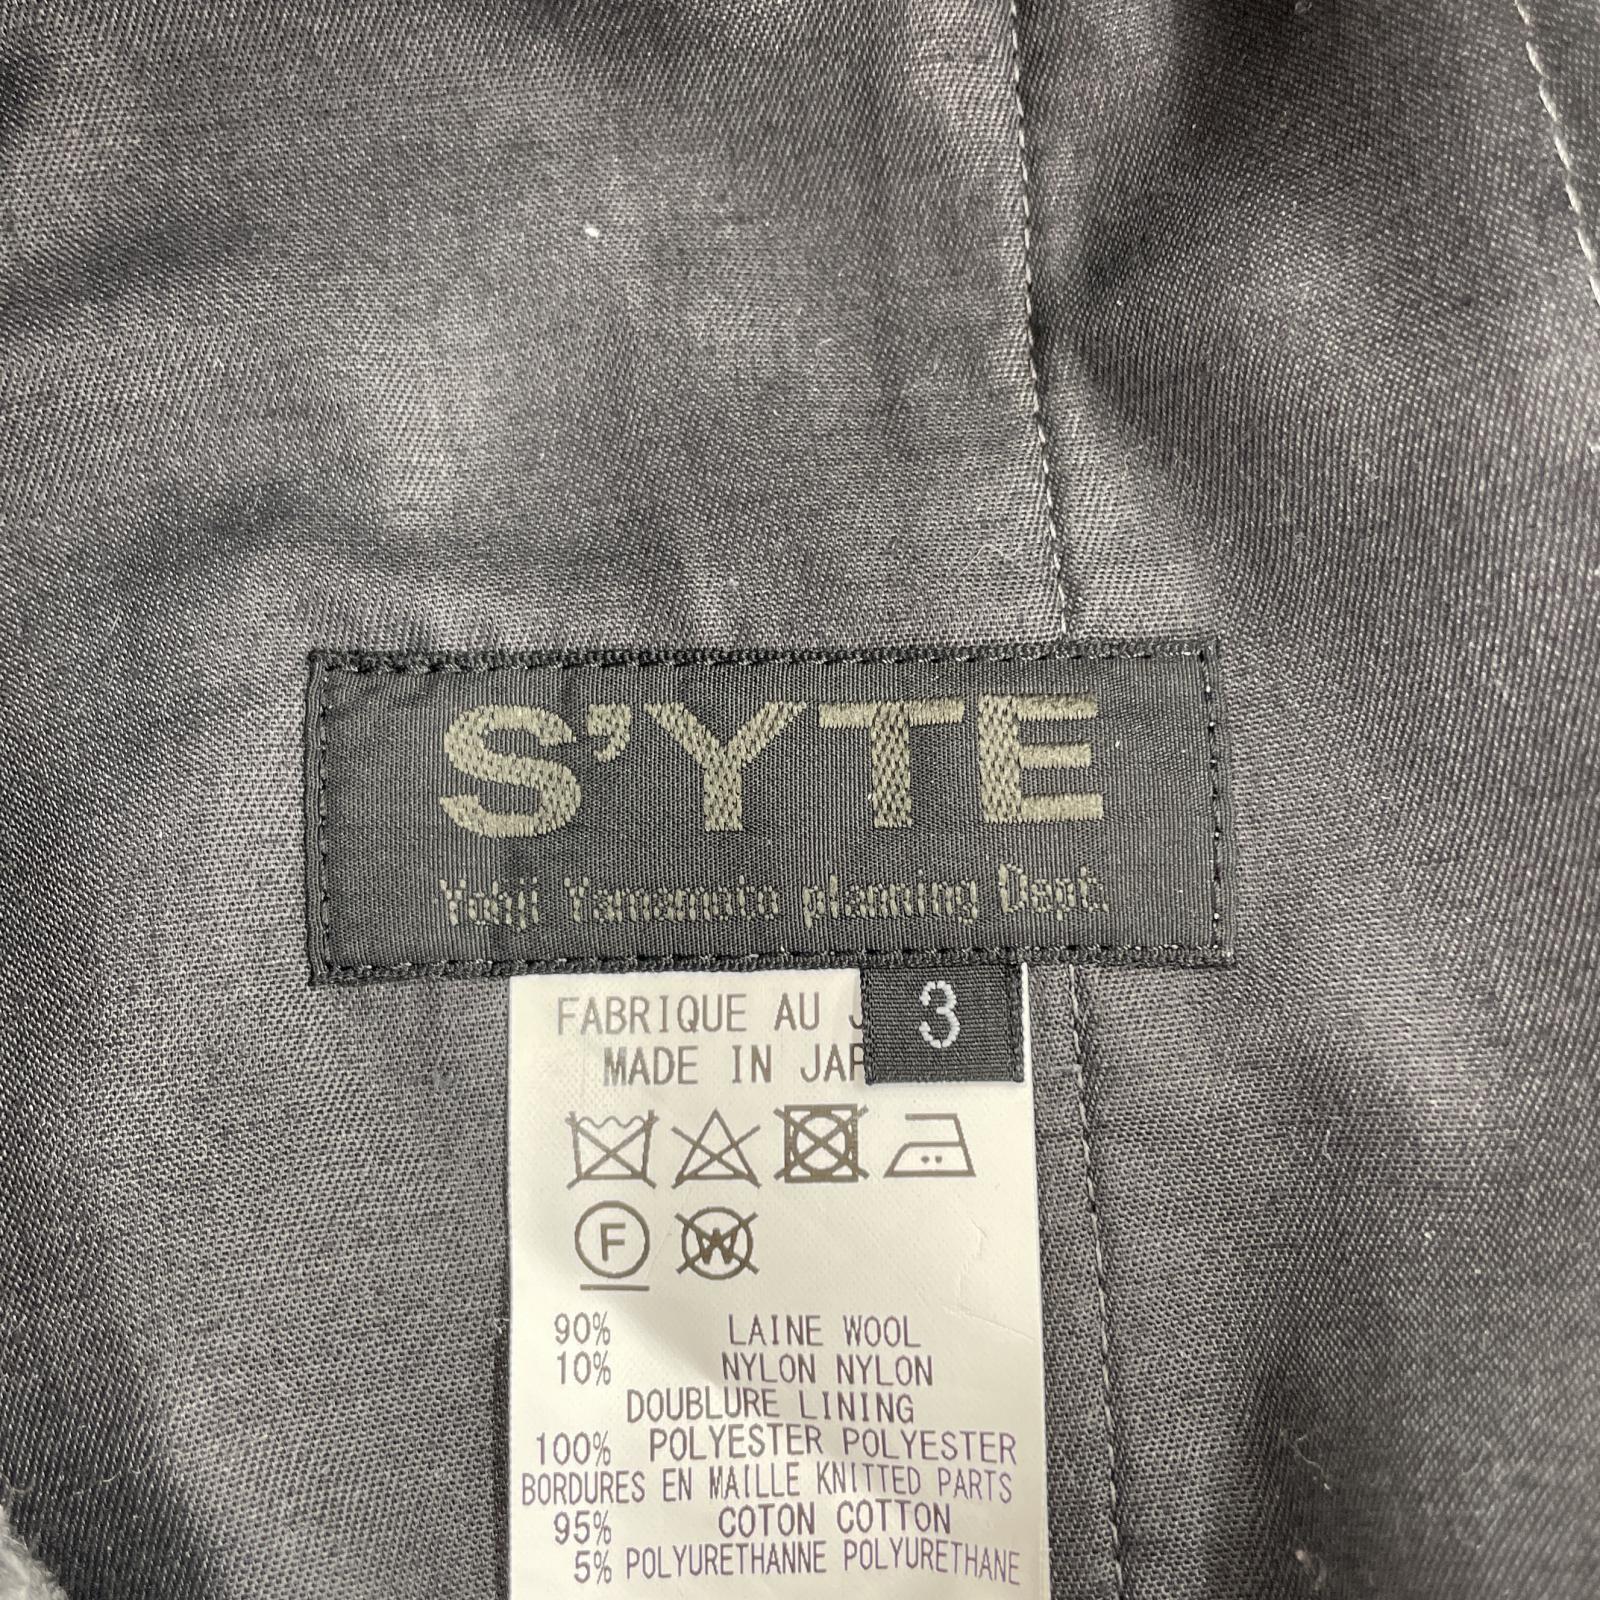 S'YTE
Yohji Yamamoto planning Dept.
3
FABRIQUE AU
MADE IN
F
W
90% LAINE WOOL
10% NYLON NYLON
DOUBLURE LINING
100% POLYESTER POLYESTER
BORDURES EN MAILLE KNITTED PARTS
95% COTON COTTON
5% POLYURETHANNE POLYURETHANE